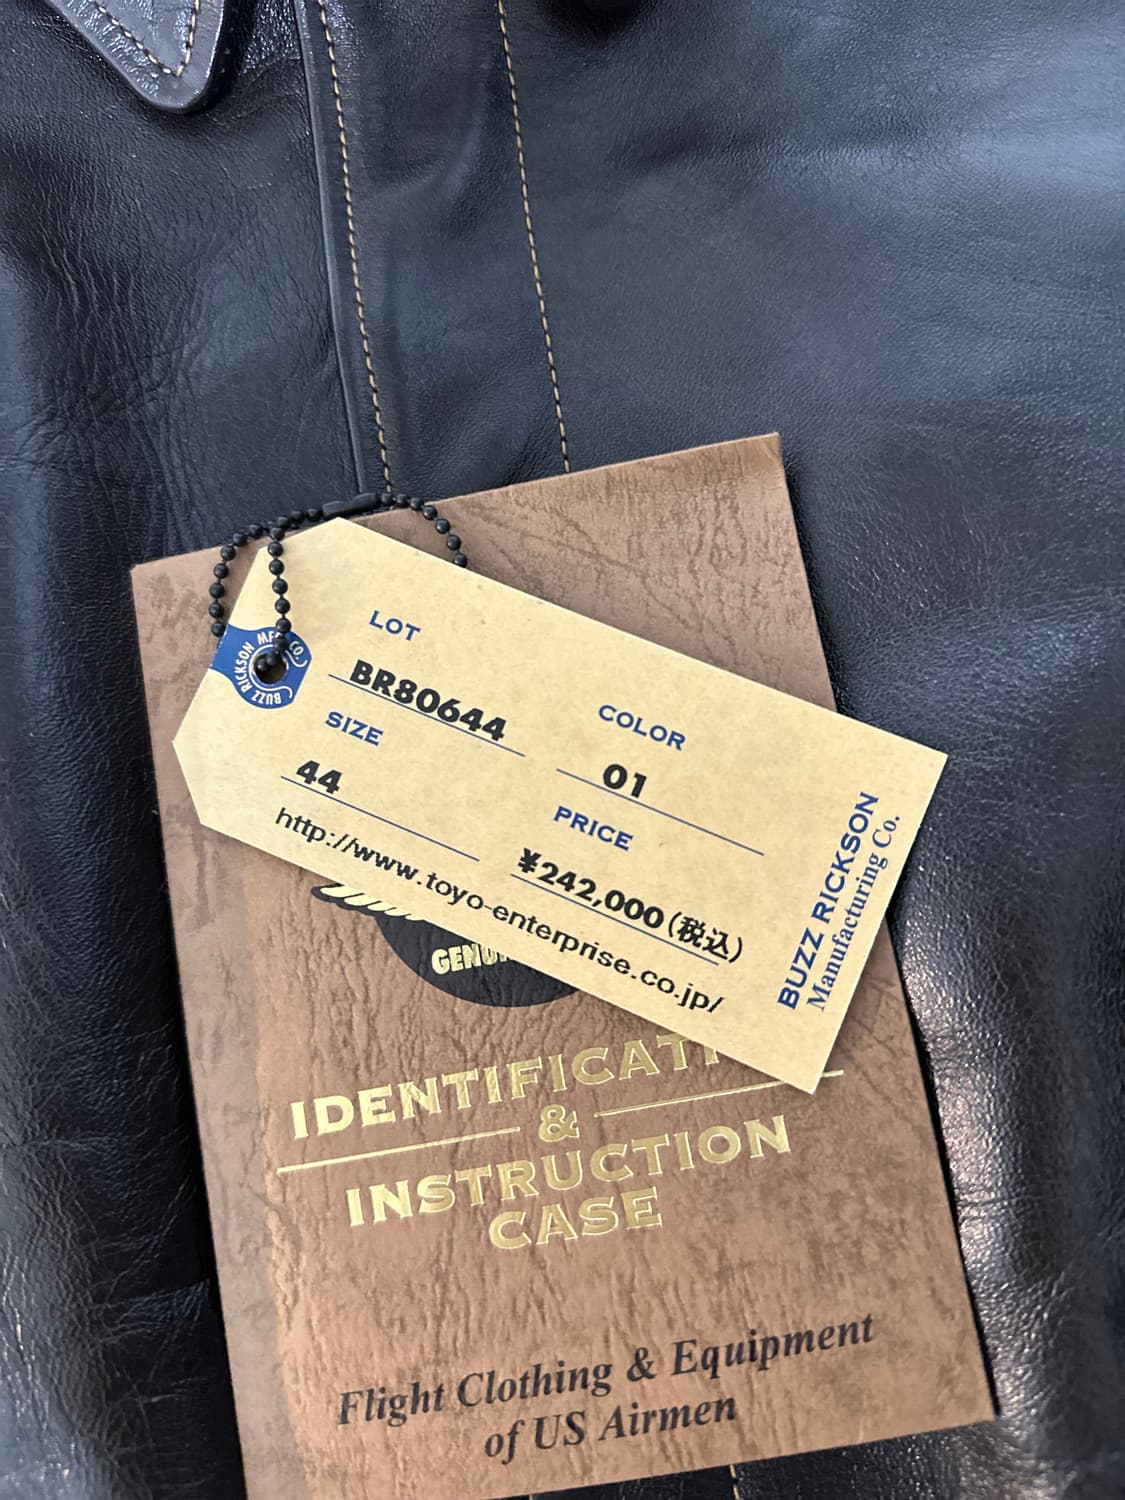 BUZZ RICKSON MFG. CO.
LOT
BR80644
SIZE
44
COLOR
01
PRICE
¥242,000(税込)
http://www.toyo-enterprise.co.jp/
BUZZ RICKSON
Manufacturing Co.
IDENTIFICATI
&
INSTRUCTION
CASE
Flight Clothing & Equipment
of US Airmen